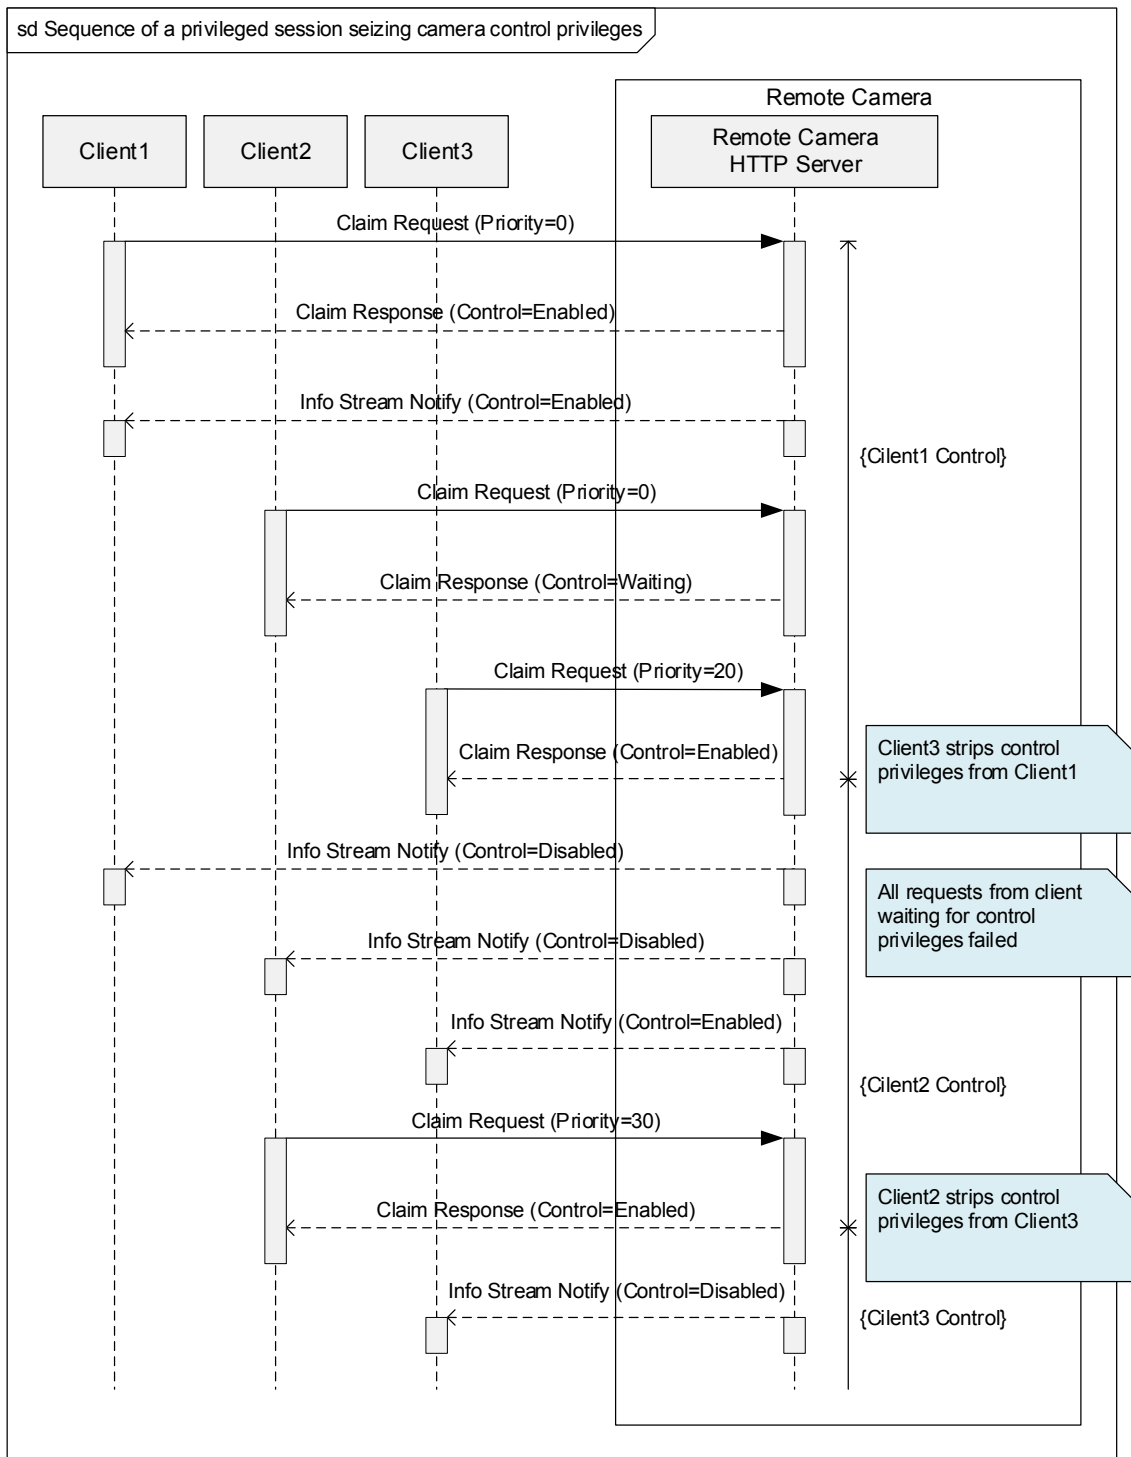 sd Sequence of a privileged session seizing camera control privileges
Remote Camera
Client1
Client2
Client3
Remote Camera
HTTP Server
Claim Request (Priority=0)
Claim Response (Control=Enabled)
Info Stream Notify (Control=Enabled)
{Cilent1 Control}
Claim Request (Priority=0)
Claim Response (Control=Waiting)
Claim Request (Priority=20)
Claim Response (Control=Enabled)
Client3 strips control
privileges from Client1
Info Stream Notify (Control=Disabled)
All requests from client
waiting for control
privileges failed
Info Stream Notify (Control=Disabled)
Info Stream Notify (Control=Enabled)
{Cilent2 Control}
Claim Request (Priority=30)
Claim Response (Control=Enabled)
Client2 strips control
privileges from Client3
Info Stream Notify (Control=Disabled)
{Cilent3 Control}